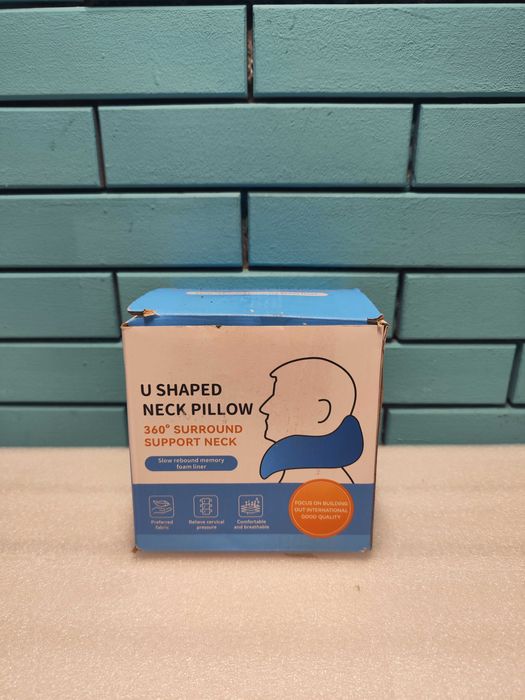 U SHAPED
NECK PILLOW
360° SURROUND
SUPPORT NECK
Slow rebound memory
foam liner
Preferred
fabric
Relieve cervical
pressure
Comfortable
and breathable
FOCUS ON BUILDING
OUT INTERNATIONAL
GOOD QUALITY